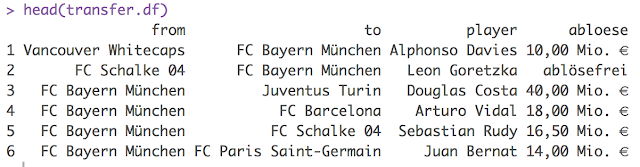 > head(transfer.df)
from to player abloese
1 Vancouver Whitecaps FC Bayern München Alphonso Davies 10,00 Mio. €
2 FC Schalke 04 FC Bayern München Leon Goretzka ablösefrei
3 FC Bayern München Juventus Turin Douglas Costa 40,00 Mio. €
4 FC Bayern München FC Barcelona Arturo Vidal 18,00 Mio. €
5 FC Bayern München FC Schalke 04 Sebastian Rudy 16,50 Mio. €
6 FC Bayern München FC Paris Saint-Germain Juan Bernat 14,00 Mio. €